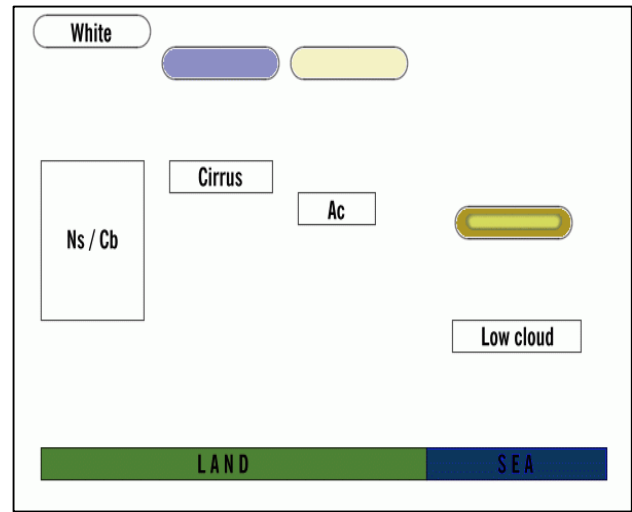 White
Cirrus
Ac
Ns / Cb
Low cloud
LAND
SEA